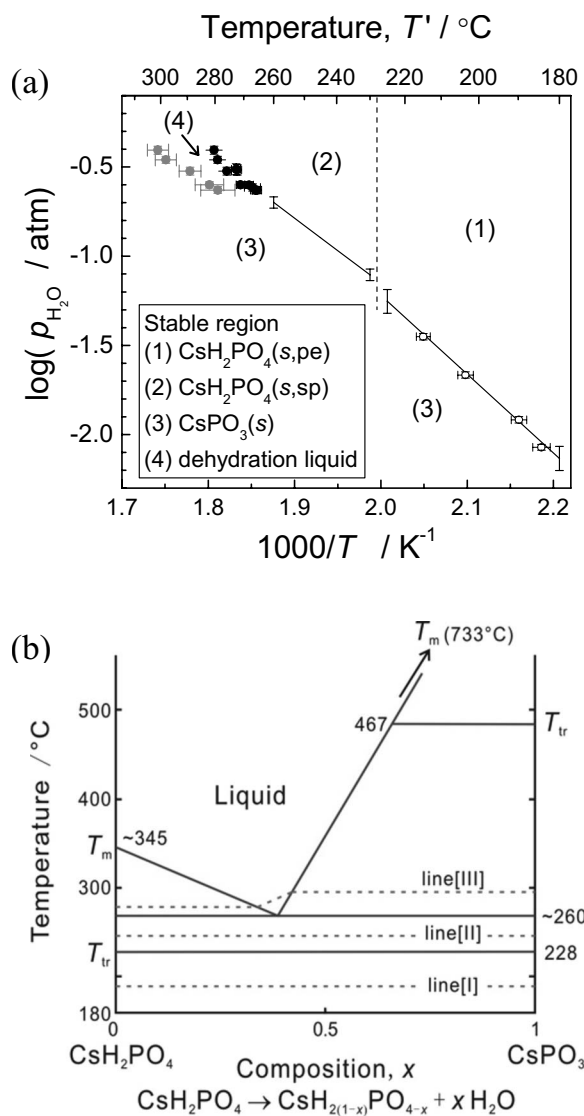 Temperature, T' / °C
(a)
300 280 260 240 220 200 180
(4)
(2)
(1)
(3)
(3)
-0.5
-1.0
-1.5
-2.0
log( pH₂O / atm)
Stable region
(1) CsH₂PO₄(s,pe)
(2) CsH₂PO₄(s,sp)
(3) CsPO₃(s)
(4) dehydration liquid
1.7 1.8 1.9 2.0 2.1 2.2
1000/T / K⁻¹
(b)
Tm (733°C)
500
467
Ttr
400
Liquid
Temperature /°C
Tm
~345
300
line[III]
~260
line[II]
Ttr
228
line[I]
180
0 0.5 1
CsH₂PO₄ Composition, x CsPO₃
CsH₂PO₄ → CsH₂₍₁₋ₓ₎PO₄₋ₓ + x H₂O